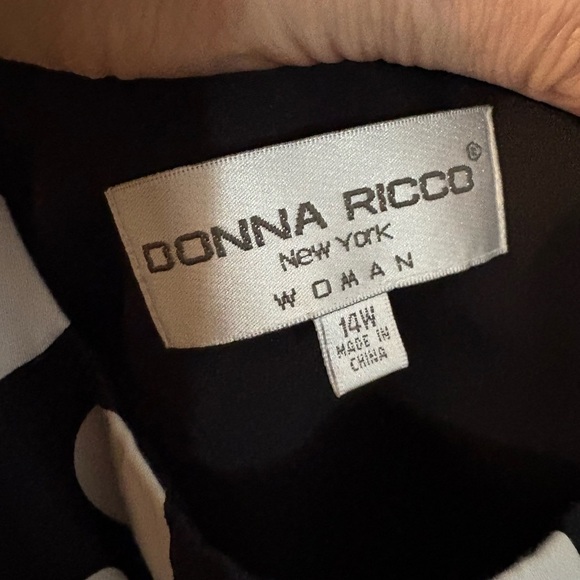 DONNA RICCO®
New York
WOMAN
14W
MADE IN
CHINA